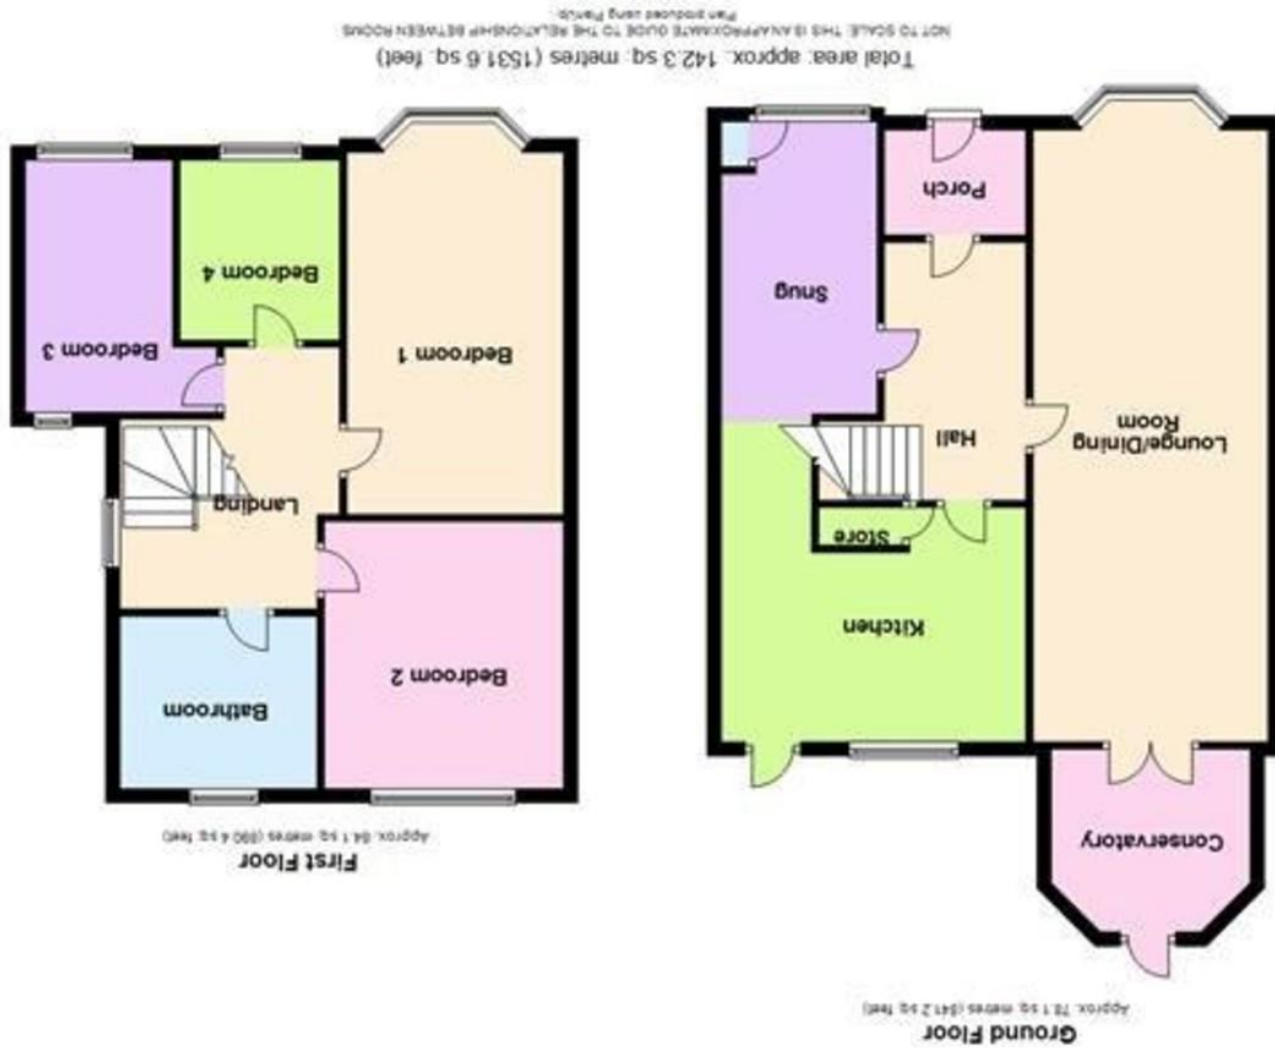 Ground Floor
Approx. 78.1 sq. metres (841.2 sq. feet)
Conservatory
Kitchen
Store
Lounge/Dining
Room
Hall
Snug
Porch
First Floor
Approx. 64.1 sq. metres (690.4 sq. feet)
Bathroom
Bedroom 2
Landing
Bedroom 1
Bedroom 3
Bedroom 4
Total area: approx. 142.3 sq. metres (1531.6 sq. feet)
NOT TO SCALE, THIS IS AN APPROXIMATE GUIDE TO THE RELATIONSHIP BETWEEN ROOMS
Plan produced using PlanUp.